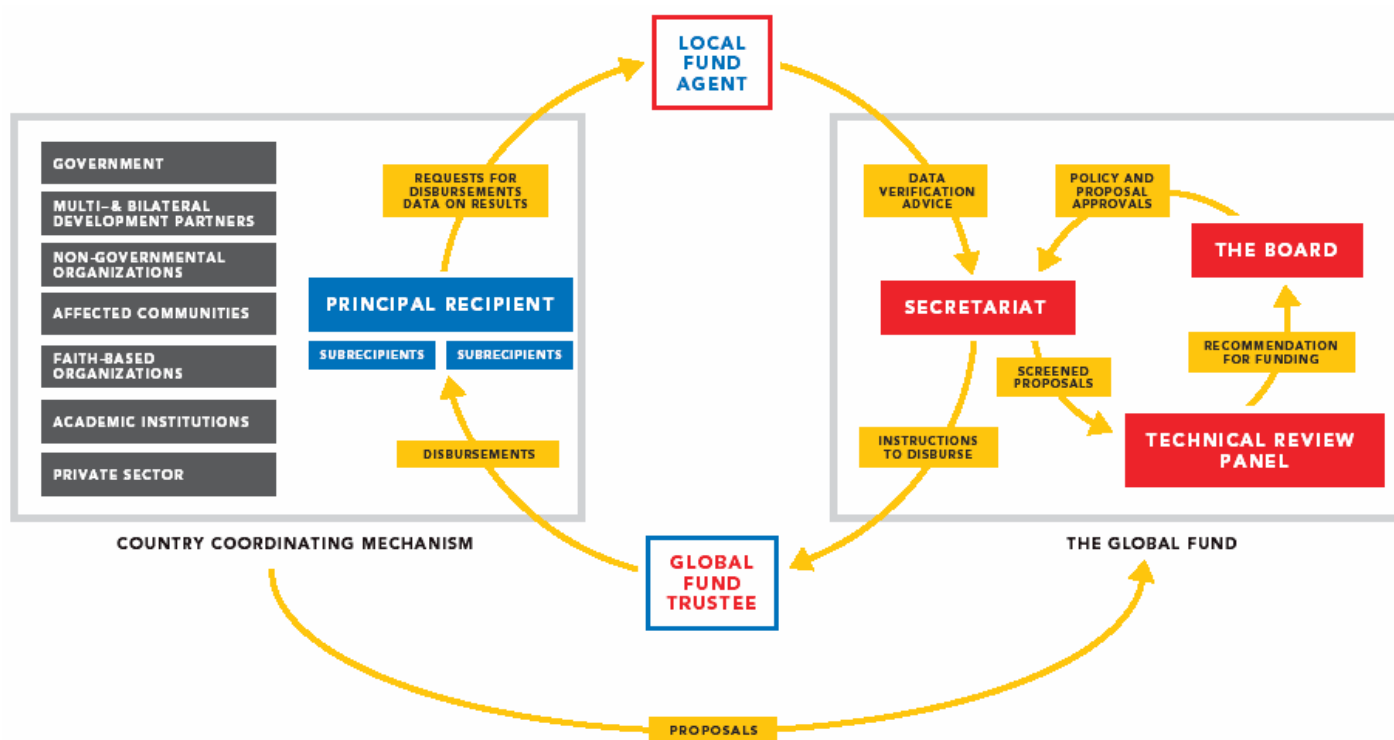 LOCAL
FUND
AGENT
GOVERNMENT
MULTI–& BILATERAL
DEVELOPMENT PARTNERS
NON-GOVERNMENTAL
ORGANIZATIONS
AFFECTED COMMUNITIES
FAITH-BASED
ORGANIZATIONS
ACADEMIC INSTITUTIONS
PRIVATE SECTOR
REQUESTS FOR
DISBURSEMENTS
DATA ON RESULTS
PRINCIPAL RECIPIENT
SUBRECIPIENTS
SUBRECIPIENTS
DISBURSEMENTS
COUNTRY COORDINATING MECHANISM
DATA
VERIFICATION
ADVICE
POLICY AND
PROPOSAL
APPROVALS
THE BOARD
SECRETARIAT
RECOMMENDATION
FOR FUNDING
SCREENED
PROPOSALS
TECHNICAL REVIEW
PANEL
INSTRUCTIONS
TO DISBURSE
THE GLOBAL FUND
GLOBAL
FUND
TRUSTEE
PROPOSALS